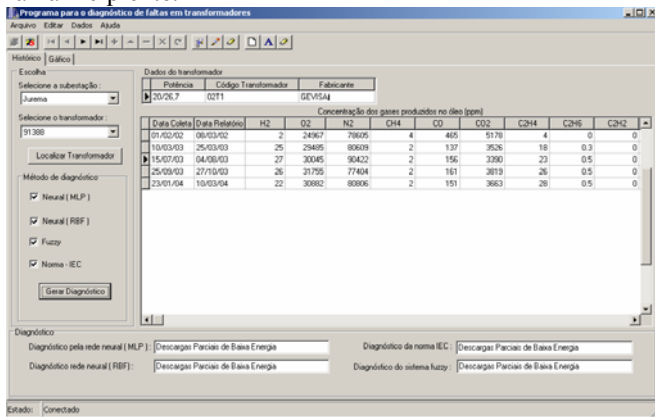 Programa para o diagnóstico de faltas em transformadores
Arquivo Editar Dados Ajuda
Histórico Gáfico
Escolha
Selecione a subestação :
Jurema
Selecione o transformador :
91388
Localizar Transformador
Método de diagnóstico
Neural ( MLP )
Neural ( RBF )
Fuzzy
Norma - IEC
Gerar Diagnóstico
Dados do transformador
Potência Código Transformador Fabricante
20/26,7 02T1 GEVISA
Concentração dos gases produzidos no óleo (ppm)
Data Coleta Data Relatório H2 O2 N2 CH4 CO CO2 C2H4 C2H6 C2H2
01/02/02 08/03/02 2 24967 78605 4 465 5178 4 0 0
10/03/03 25/03/03 25 29485 80609 2 137 3526 18 0.3 0
15/07/03 04/08/03 27 30045 90422 2 156 3390 23 0.5 0
25/09/03 27/10/03 26 31755 77404 2 161 3819 26 0.5 0
23/01/04 10/03/04 22 30882 80806 2 151 3663 28 0.5 0
Diagnóstico
Diagnóstico pela rede neural ( MLP ) : Descargas Parciais de Baixa Energia
Diagnóstico da norma IEC : Descargas Parciais de Baixa Energia
Diagnóstico rede neural ( RBF) : Descargas Parciais de Baixa Energia
Diagnóstico do sistema fuzzy : Descargas Parciais de Baixa Energia
Estado: Conectado